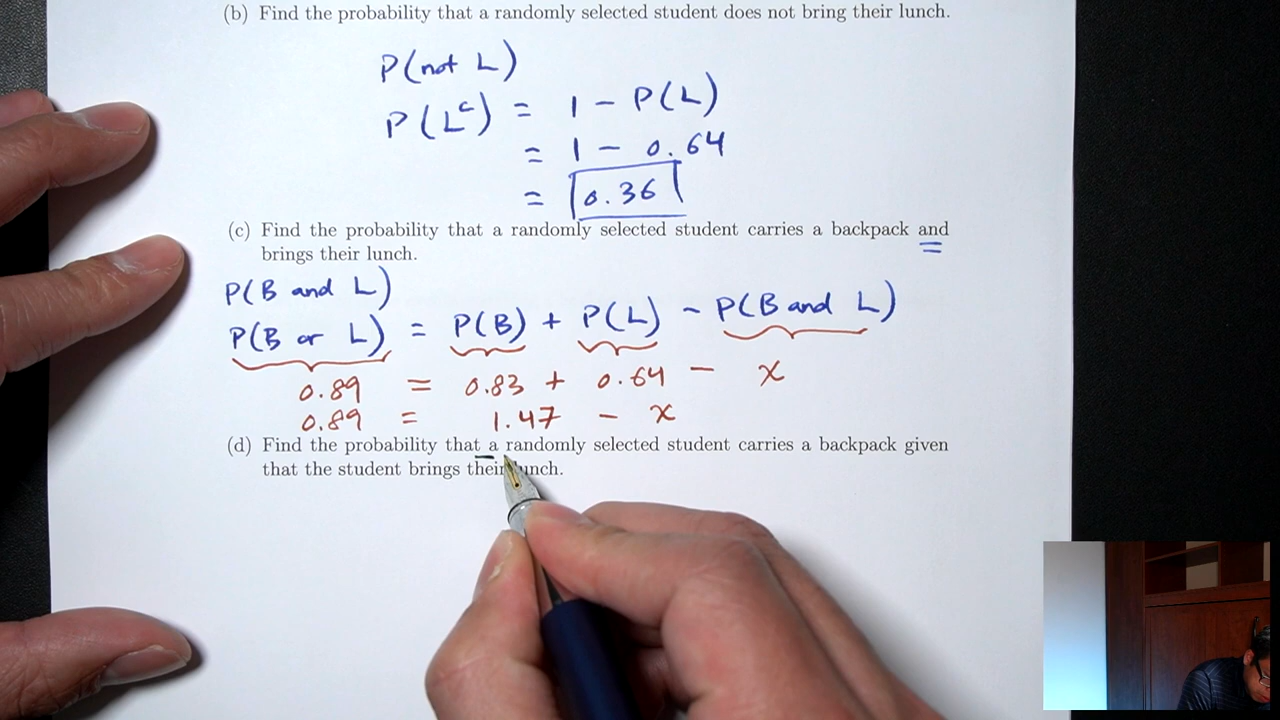 (b) Find the probability that a randomly selected student does not bring their lunch.
P(not L)
P(Lᶜ) = 1 - P(L)
= 1 - 0.64
= 0.36
(c) Find the probability that a randomly selected student carries a backpack and
brings their lunch.
P(B and L)
P(B or L) = P(B) + P(L) - P(B and L)
0.89 = 0.83 + 0.64 - x
0.89 = 1.47 - x
(d) Find the probability that a randomly selected student carries a backpack given
that the student brings their lunch.